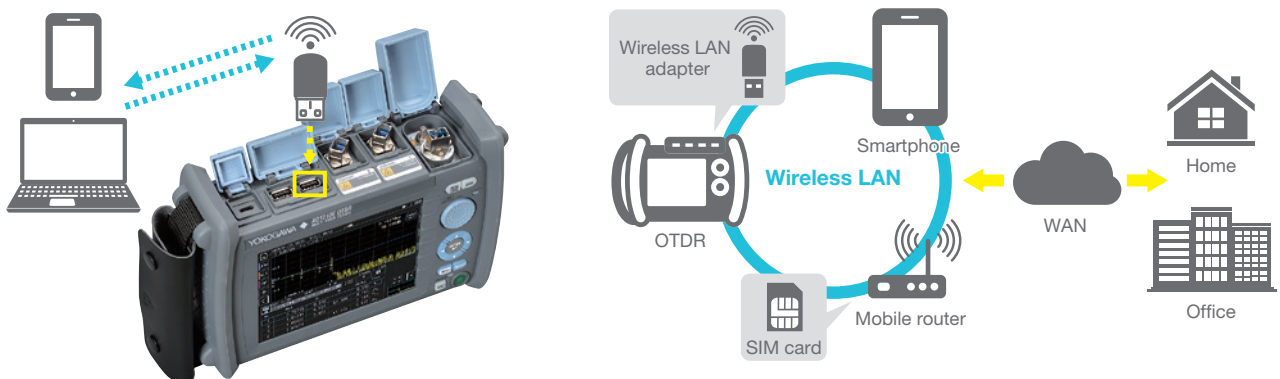 YOKOGAWA
Wireless LAN
adapter
Smartphone
Wireless LAN
OTDR
SIM card
Mobile router
WAN
Home
Office